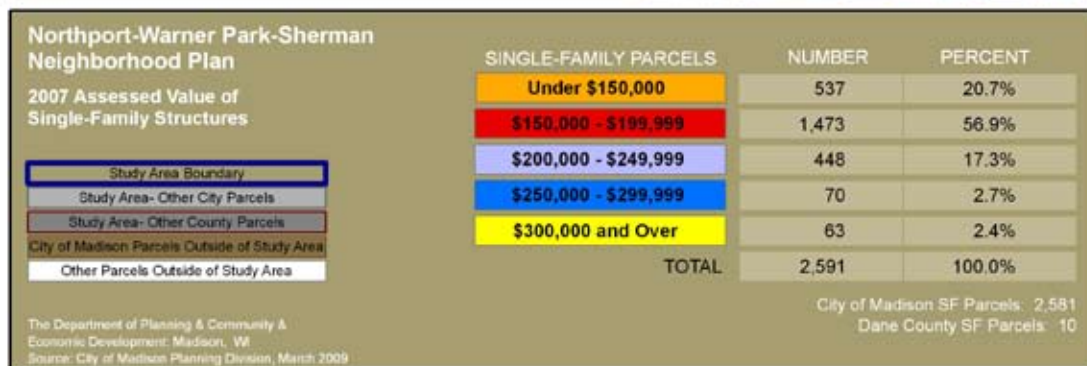 Northport-Warner Park-Sherman
Neighborhood Plan
2007 Assessed Value of
Single-Family Structures
Study Area Boundary
Study Area- Other City Parcels
Study Area- Other County Parcels
City of Madison Parcels Outside of Study Area
Other Parcels Outside of Study Area
The Department of Planning & Community &
Economic Development: Madison, WI
Source: City of Madison Planning Division, March 2009
SINGLE-FAMILY PARCELS NUMBER PERCENT
Under $150,000 537 20.7%
$150,000 - $199,999 1,473 56.9%
$200,000 - $249,999 448 17.3%
$250,000 - $299,999 70 2.7%
$300,000 and Over 63 2.4%
TOTAL 2,591 100.0%
City of Madison SF Parcels: 2,581
Dane County SF Parcels: 10